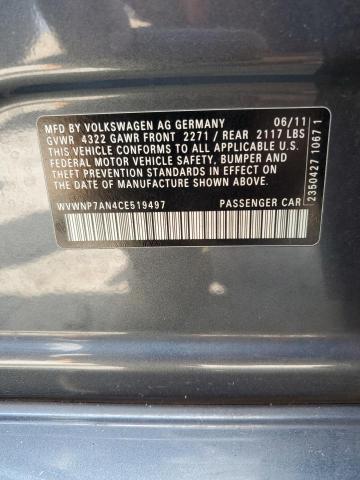 MFD BY VOLKSWAGEN AG GERMANY 06/11
GVWR 4322 GAWR FRONT 2271 / REAR 2117 LBS
THIS VEHICLE CONFORMS TO ALL APPLICABLE U.S.
FEDERAL MOTOR VEHICLE SAFETY, BUMPER AND
THEFT PREVENTION STANDARDS IN EFFECT ON THE
DATE OF MANUFACTURE SHOWN ABOVE.
WVWNP7AN4CE519497 PASSENGER CAR
2350427 1067 1